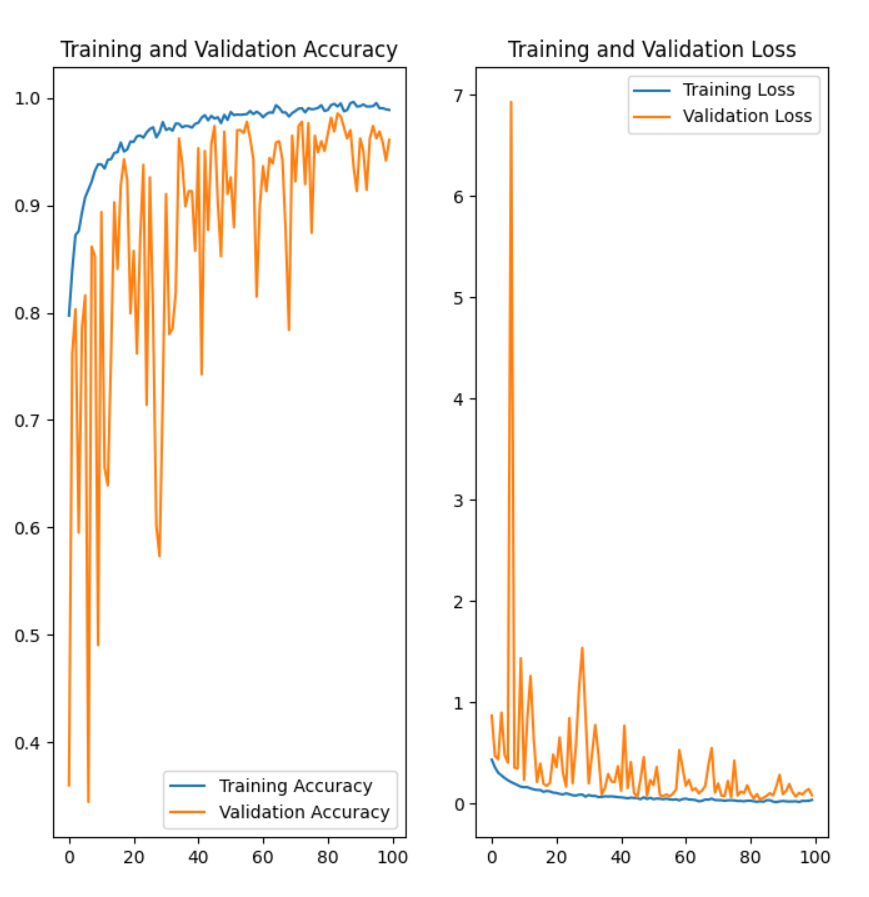 Training and Validation Accuracy
1.0
0.9
0.8
0.7
0.6
0.5
0.4
0 20 40 60 80 100
Training Accuracy
Validation Accuracy
Training and Validation Loss
7
6
5
4
3
2
1
0
0 20 40 60 80 100
Training Loss
Validation Loss